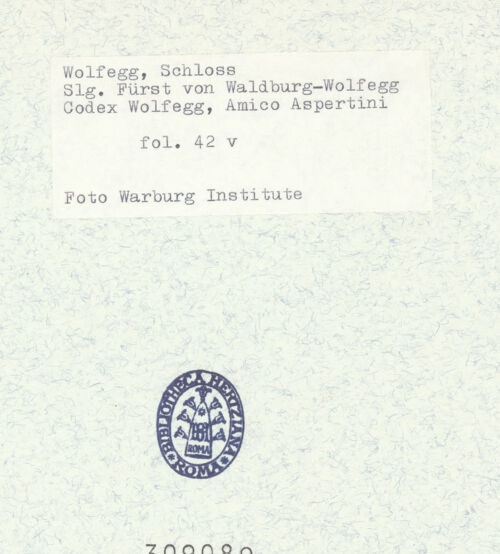 Wolfegg, Schloss
Slg. Fürst von Waldburg-Wolfegg
Codex Wolfegg, Amico Aspertini
fol. 42 v
Foto Warburg Institute
BIBLIOTHECA HERTZIANA
ROMA
ROMA